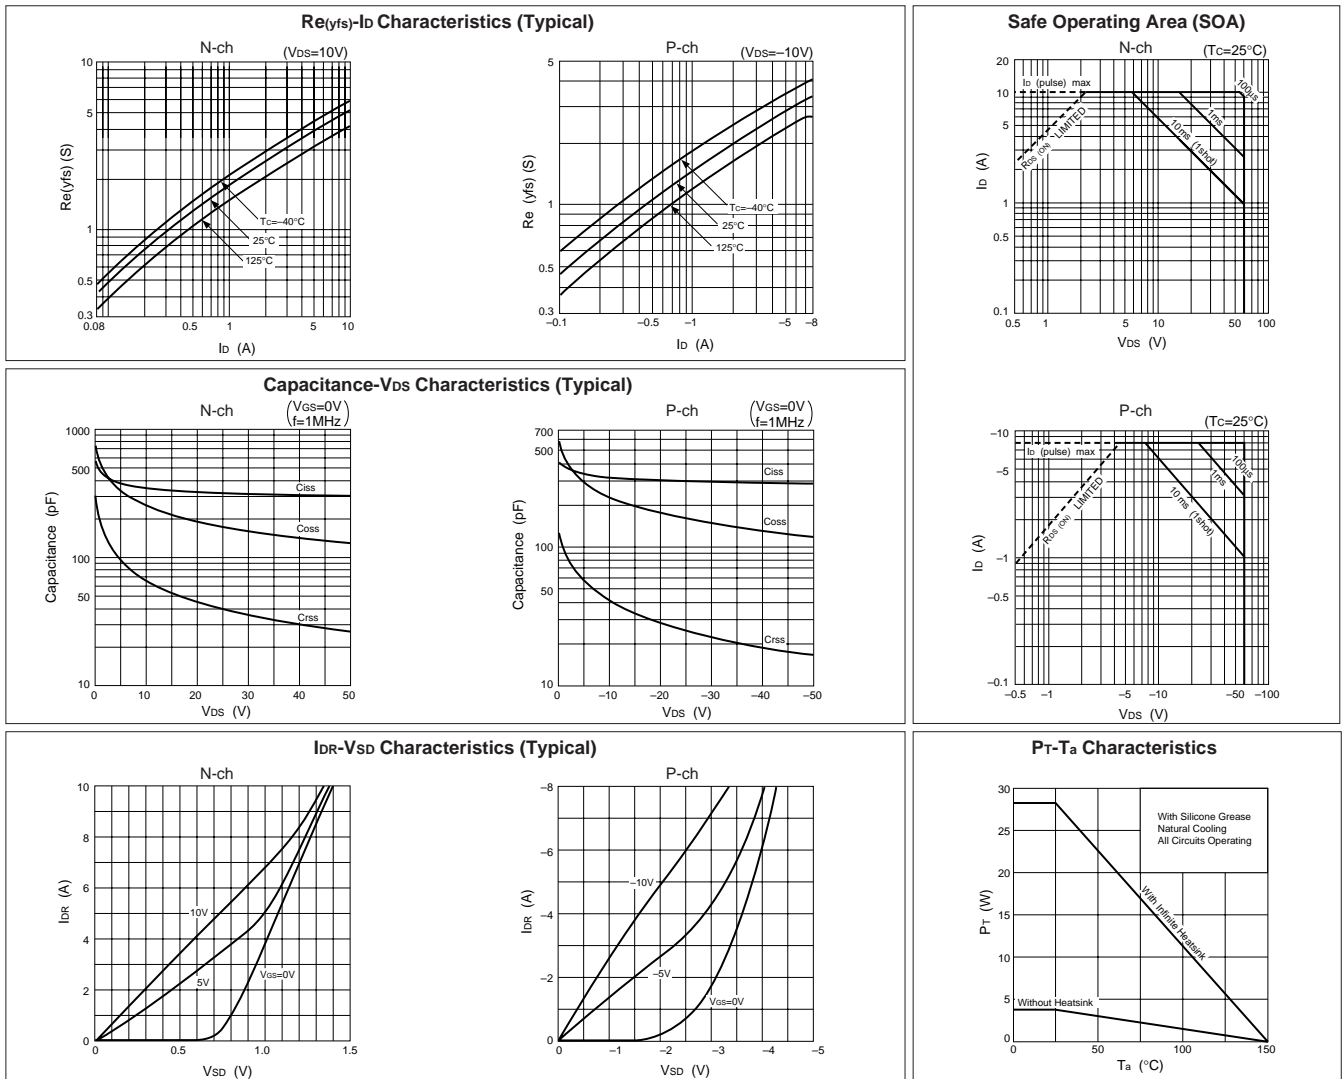 Re(yfs)-ID Characteristics (Typical)
N-ch
(VDS=10V)
10
5
1
0.5
0.3
Re(yfs) (S)
TC=–40°C
25°C
125°C
0.08
0.5
1
5
10
ID (A)
P-ch
(VDS=–10V)
5
1
0.5
0.3
Re (yfs) (S)
TC=–40°C
25°C
125°C
–0.1
–0.5
–1
–5
–8
ID (A)
Safe Operating Area (SOA)
N-ch
(TC=25°C)
20
10
5
1
0.5
0.1
ID (A)
ID (pulse) max
RDS (ON) LIMITED
100µs
1ms
10ms (1shot)
0.5
1
5
10
50
100
VDS (V)
P-ch
(TC=25°C)
–10
–5
–1
–0.5
–0.1
ID (A)
ID (pulse) max
RDS (ON) LIMITED
100µs
1ms
10ms (1shot)
–0.5
–1
–5
–10
–50
–100
VDS (V)
Capacitance-VDS Characteristics (Typical)
N-ch
VGS=0V
f=1MHz
1000
500
100
50
10
Capacitance (pF)
Ciss
Coss
Crss
0
10
20
30
40
50
VDS (V)
P-ch
VGS=0V
f=1MHz
700
500
100
50
10
Capacitance (pF)
Ciss
Coss
Crss
0
–10
–20
–30
–40
–50
VDS (V)
IDR-VSD Characteristics (Typical)
N-ch
10
8
6
4
2
0
IDR (A)
10V
5V
VGS=0V
0
0.5
1.0
1.5
VSD (V)
P-ch
–8
–6
–4
–2
0
IDR (A)
–10V
–5V
VGS=0V
0
–1
–2
–3
–4
–5
VSD (V)
PT-Ta Characteristics
30
25
20
15
10
5
0
PT (W)
With Silicone Grease
Natural Cooling
All Circuits Operating
With Infinite Heatsink
Without Heatsink
0
50
100
150
Ta (°C)